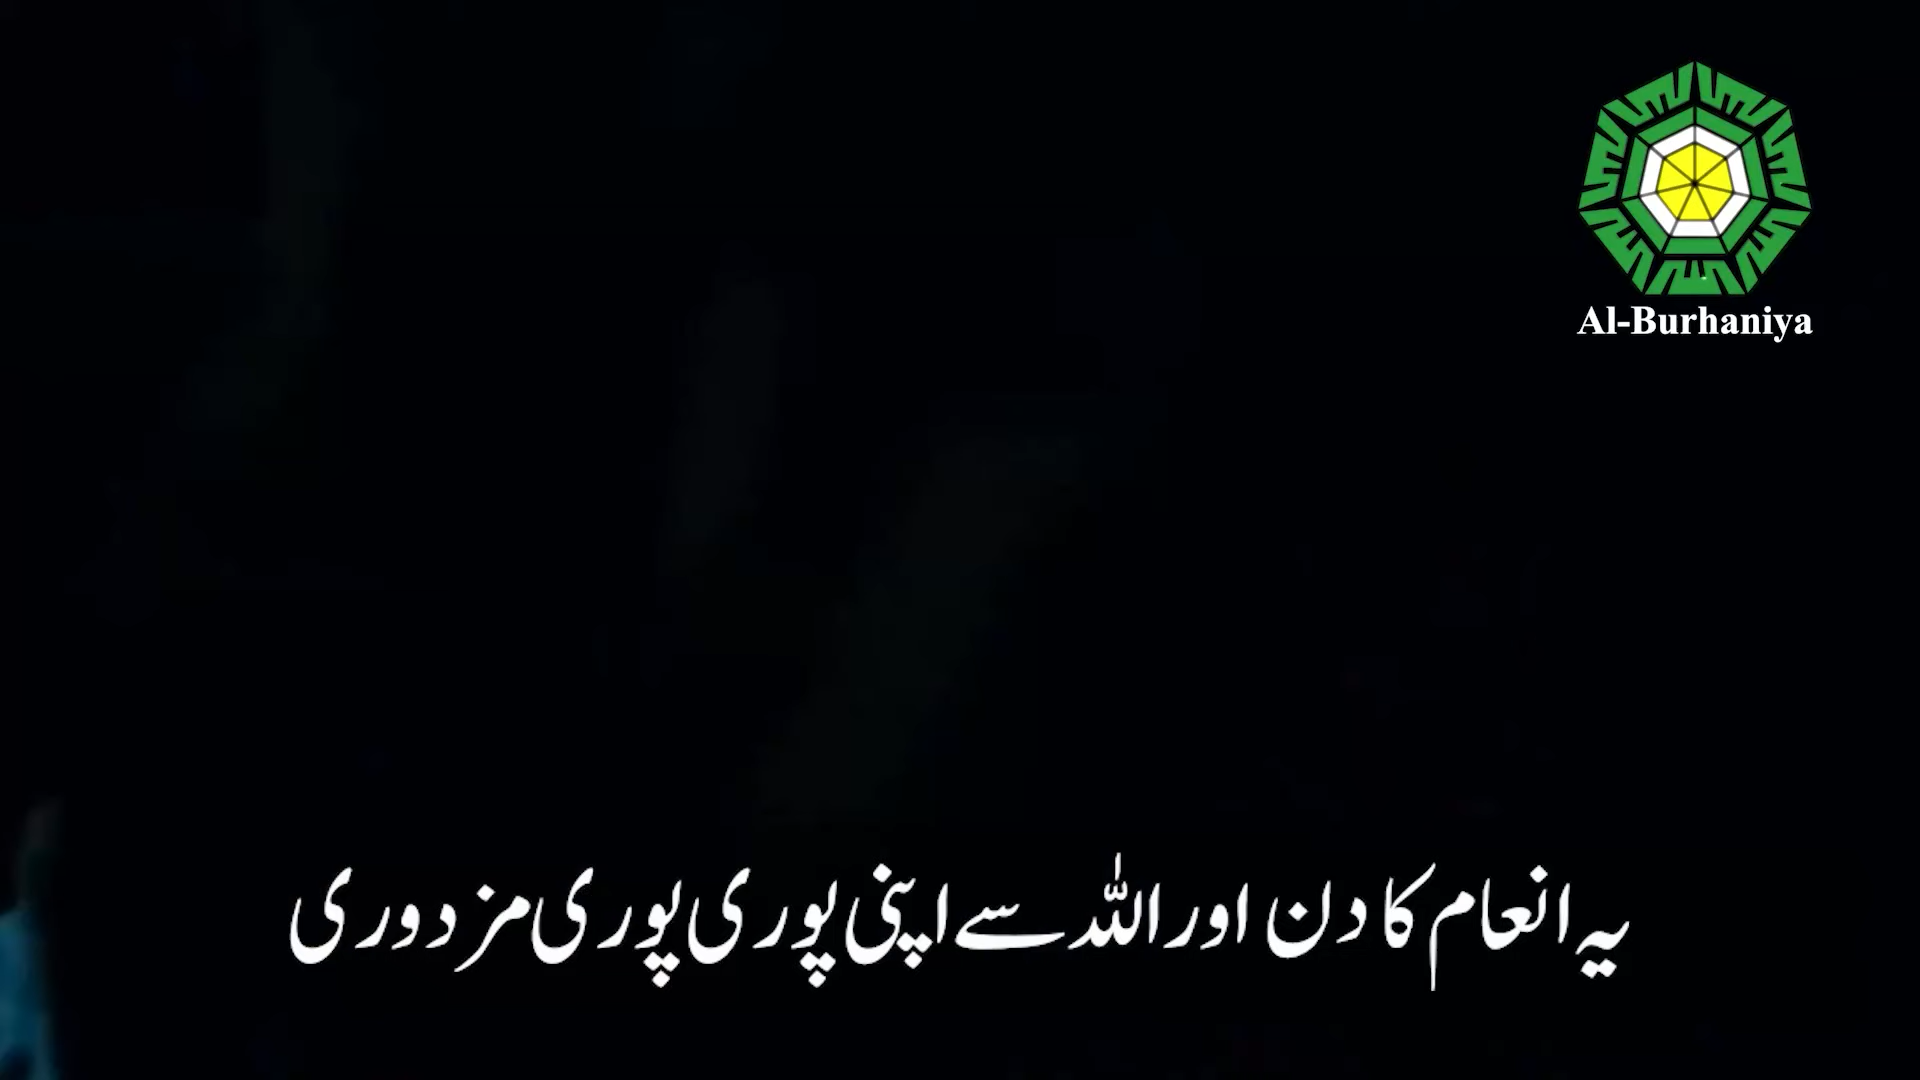 Al-Burhaniya
یہ انعام کا دن اور اللہ سے اپنی پوری پوری مزدوری